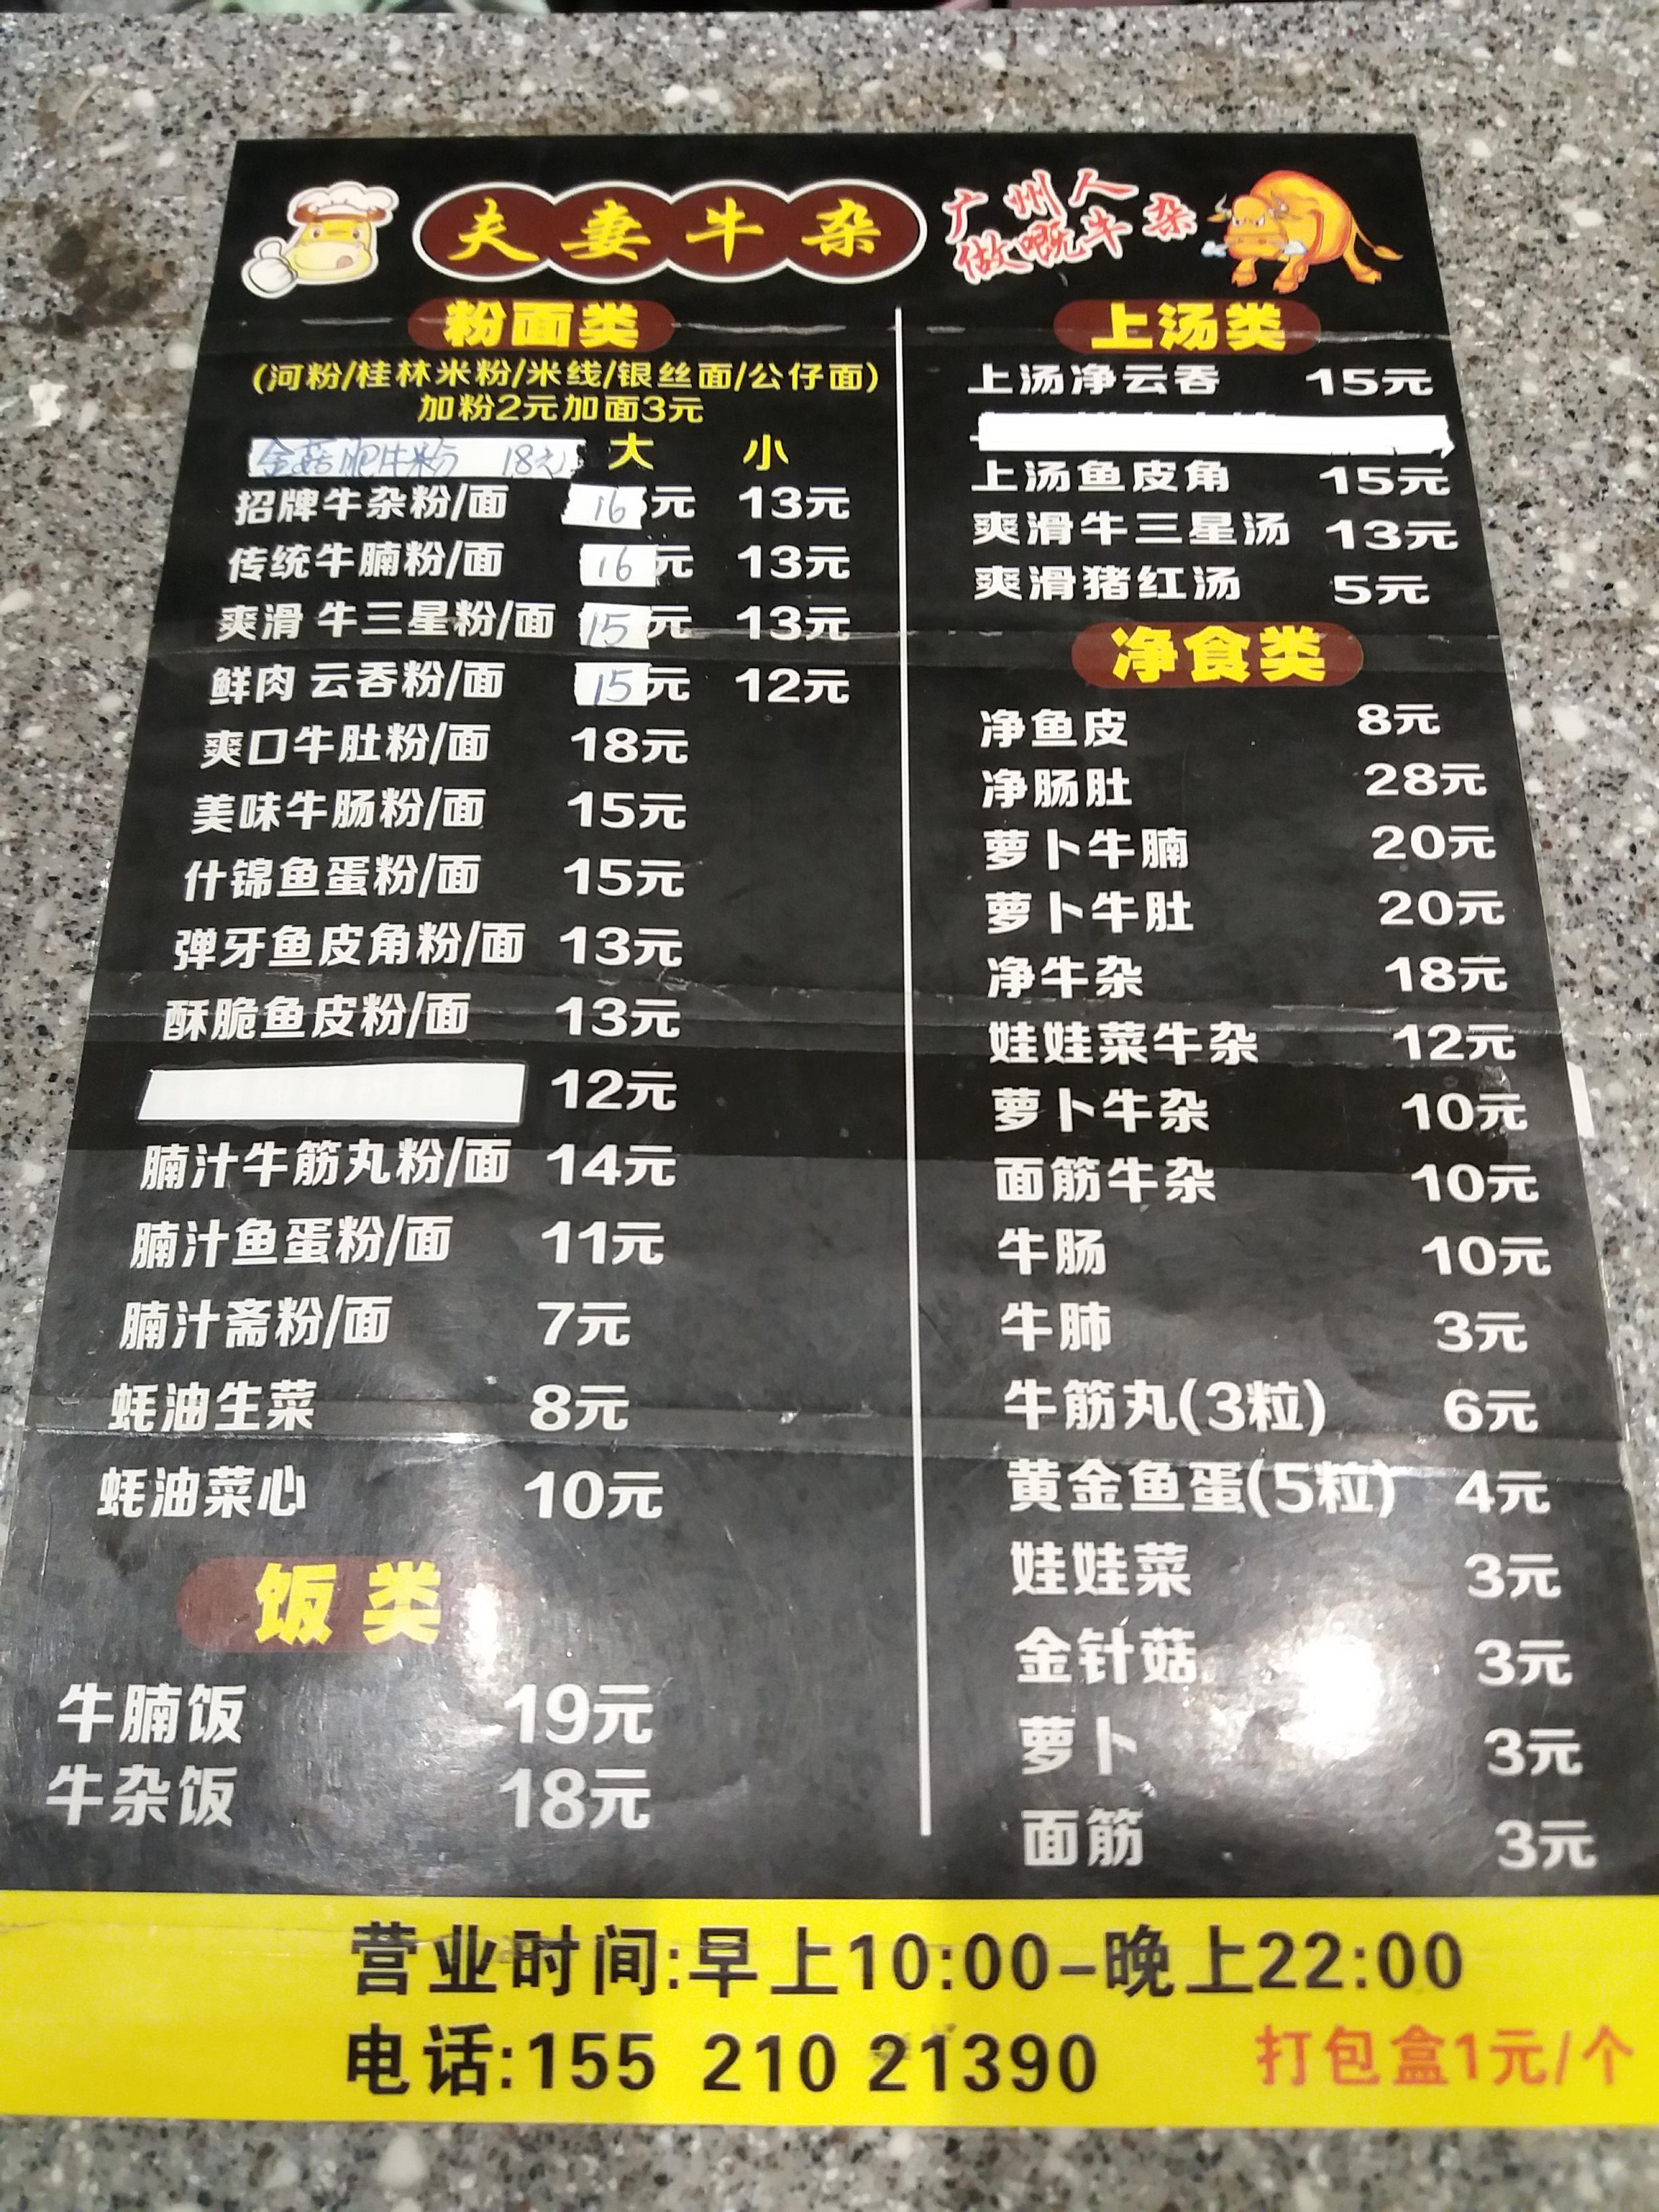 夫妻牛杂
广州人
做嘅牛杂
粉面类
(河粉/桂林米粉/米线/银丝面/公仔面)
加粉2元加面3元
金菇肥牛粉 18元 大 小
招牌牛杂粉/面 16元 13元
传统牛腩粉/面 16元 13元
爽滑牛三星粉/面 15元 13元
鲜肉云吞粉/面 15元 12元
爽口牛肚粉/面 18元
美味牛肠粉/面 15元
什锦鱼蛋粉/面 15元
弹牙鱼皮角粉/面 13元
酥脆鱼皮粉/面 13元
12元
腩汁牛筋丸粉/面 14元
腩汁鱼蛋粉/面 11元
腩汁斋粉/面 7元
蚝油生菜 8元
蚝油菜心 10元
饭类
牛腩饭 19元
牛杂饭 18元
上汤类
上汤净云吞 15元
上汤鱼皮角 15元
爽滑牛三星汤 13元
爽滑猪红汤 5元
净食类
净鱼皮 8元
净肠肚 28元
萝卜牛腩 20元
萝卜牛肚 20元
净牛杂 18元
娃娃菜牛杂 12元
萝卜牛杂 10元
面筋牛杂 10元
牛肠 10元
牛肺 3元
牛筋丸(3粒) 6元
黄金鱼蛋(5粒) 4元
娃娃菜 3元
金针菇 3元
萝卜 3元
面筋 3元
营业时间:早上10:00-晚上22:00
电话:155 210 21390 打包盒1元/个